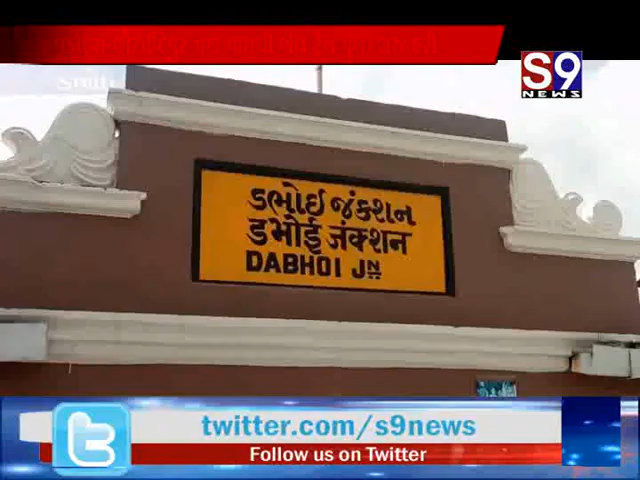 S9
NEWS
ડભોઇ જંકશન
डभोई जंक्शन
DABHOI JN
twitter.com/s9news
Follow us on Twitter